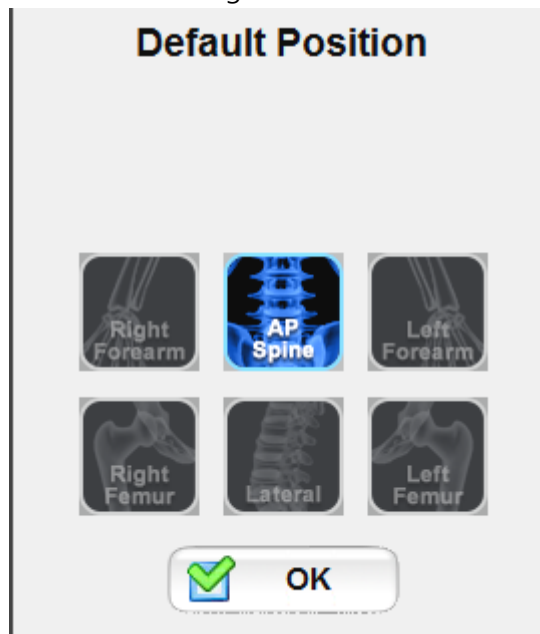 Default Position
Right
Forearm
AP
Spine
Left
Forearm
Right
Femur
Lateral
Left
Femur
OK